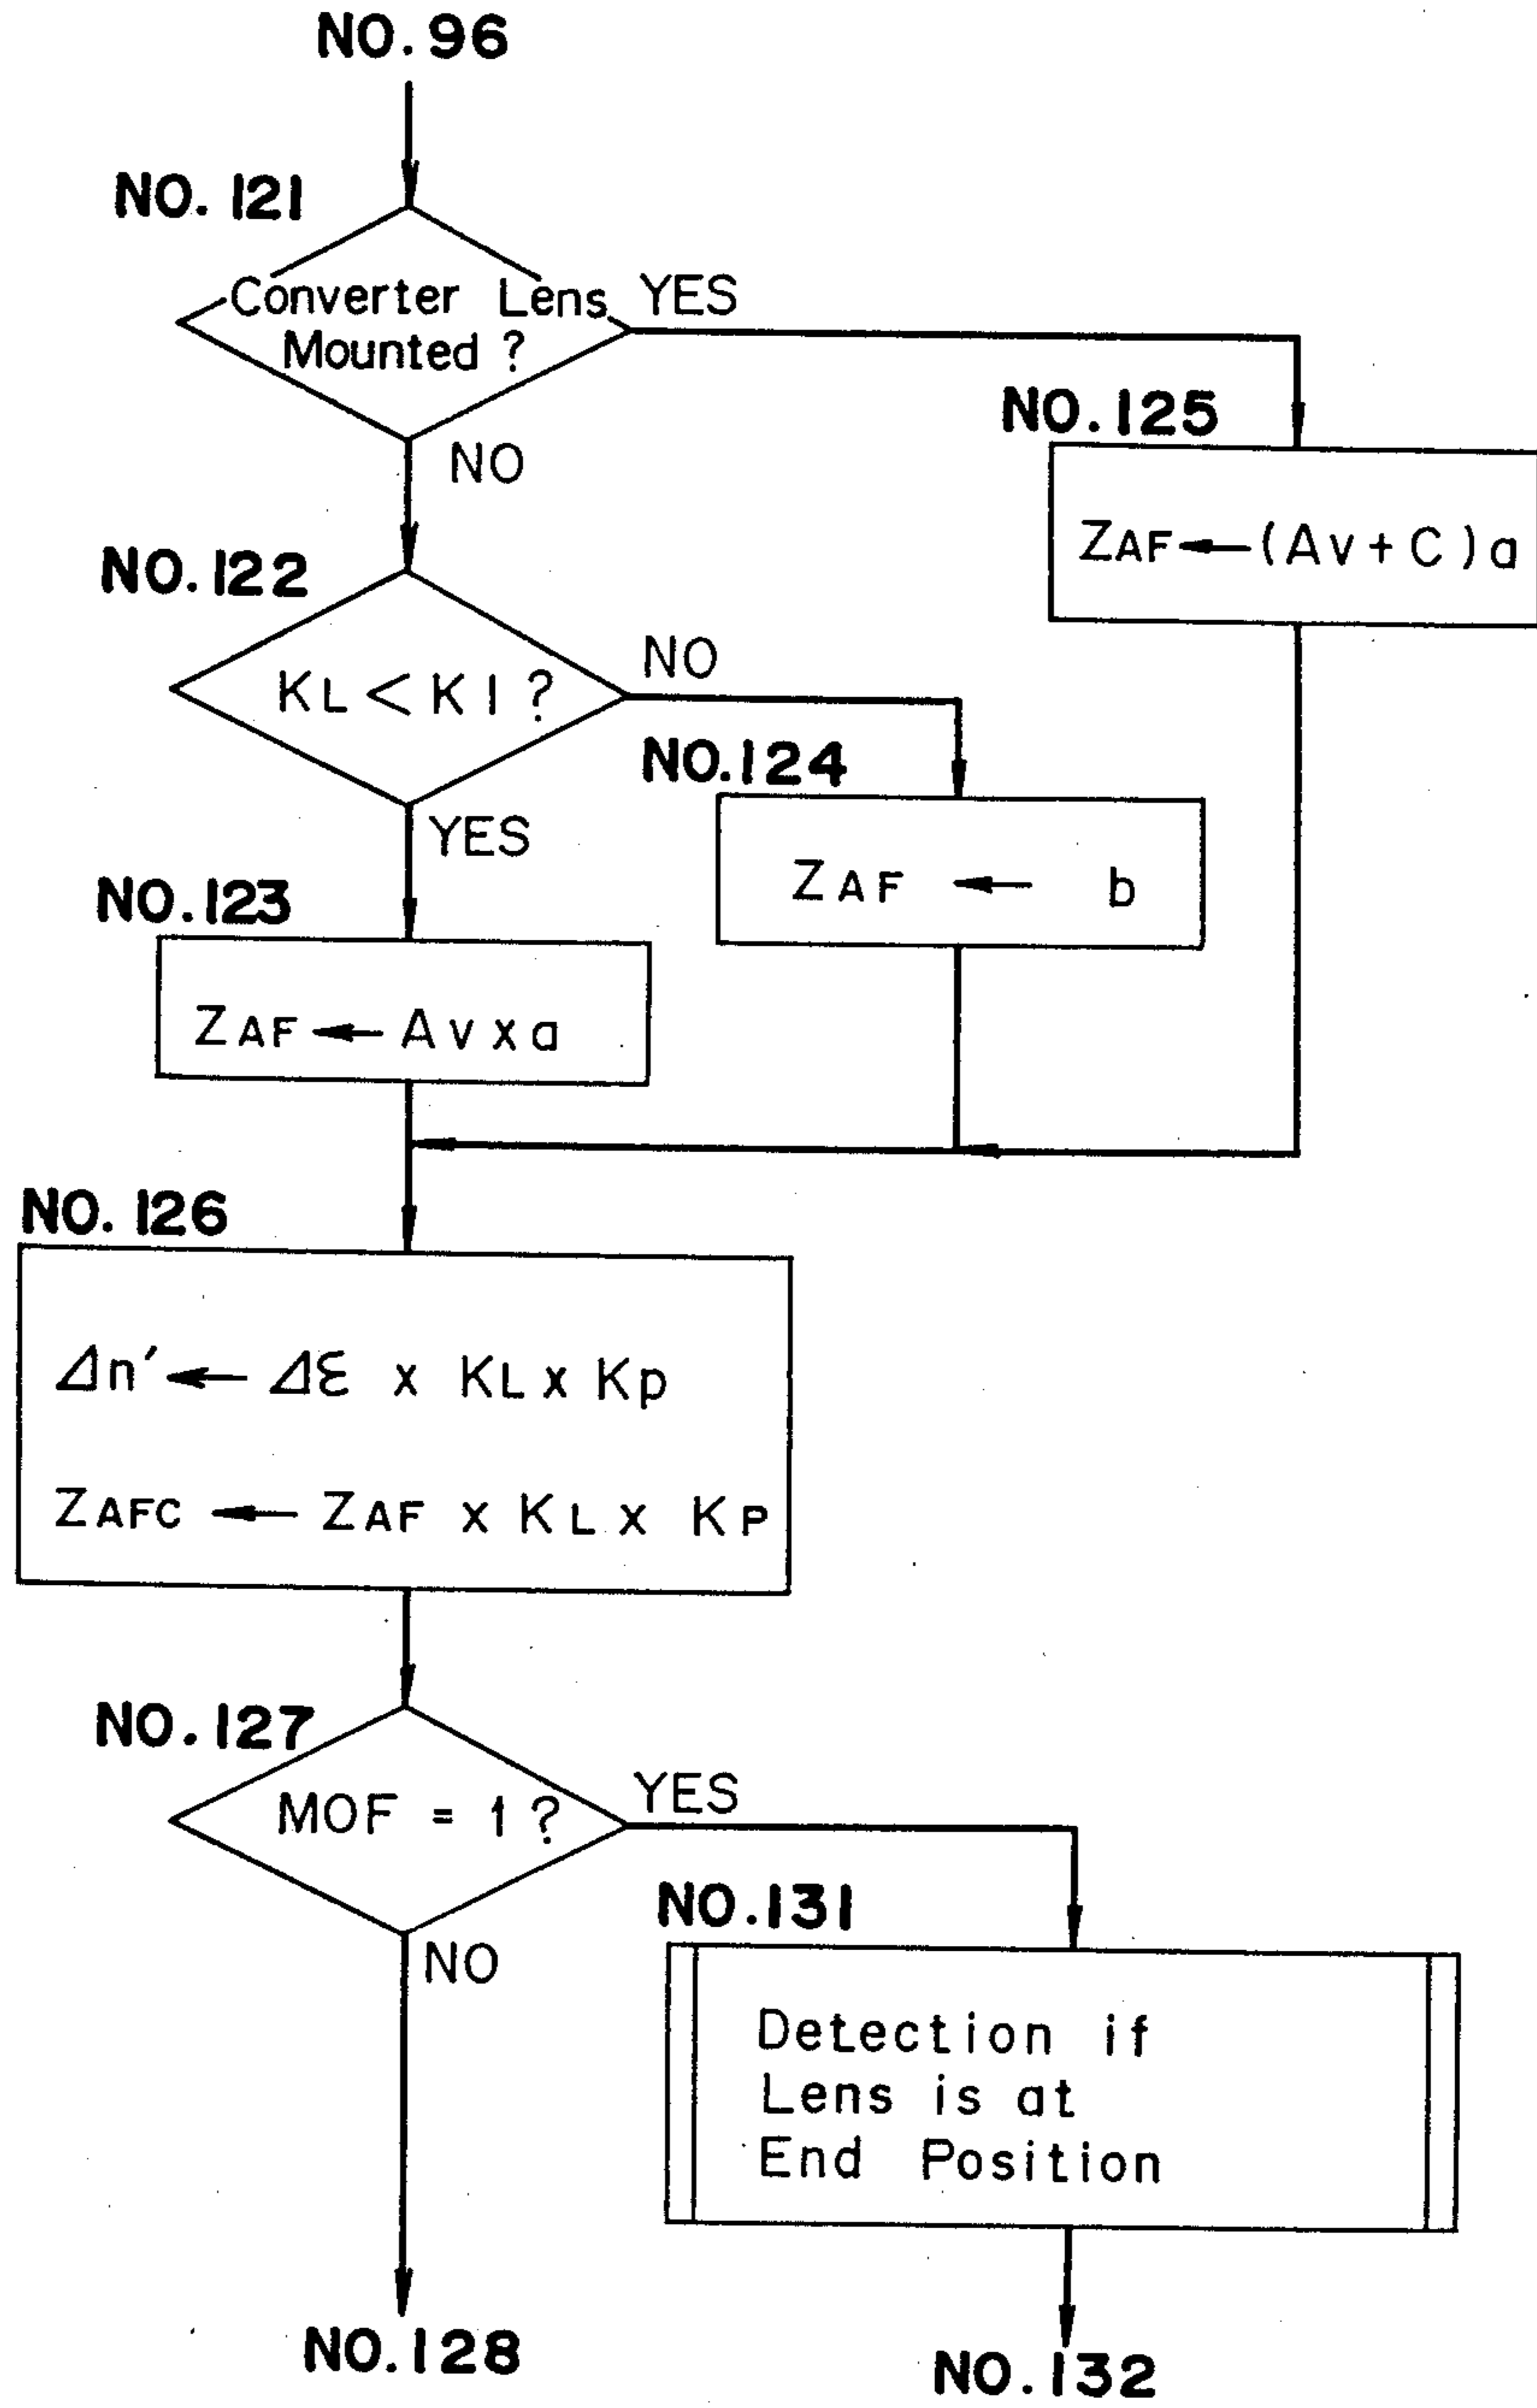 NO. 96
NO. 121
Converter Lens
Mounted ?
YES
NO
NO. 125
ZAF ← (Av + C) a
NO. 122
KL < K1 ?
NO
YES
NO. 124
ZAF ← b
NO. 123
ZAF ← Av x a
NO. 126
Δn′ ← Δε x KL x Kp
ZAFC ← ZAF x KL x KP
NO. 127
MOF = 1 ?
YES
NO
NO. 131
Detection if
Lens is at
End Position
NO. 128
NO. 132